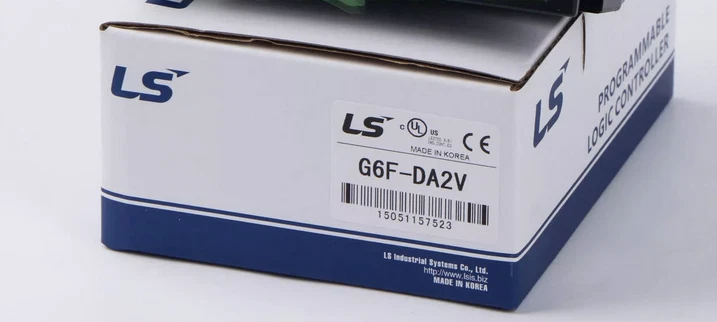 LS
LS
c UL US
CE
MADE IN KOREA
G6F-DA2V
15051157523
LS Industrial Systems Co., Ltd.
http://www.lsis.biz
MADE IN KOREA
LS
PROGRAMMABLE
LOGIC CONTROLLER
LS